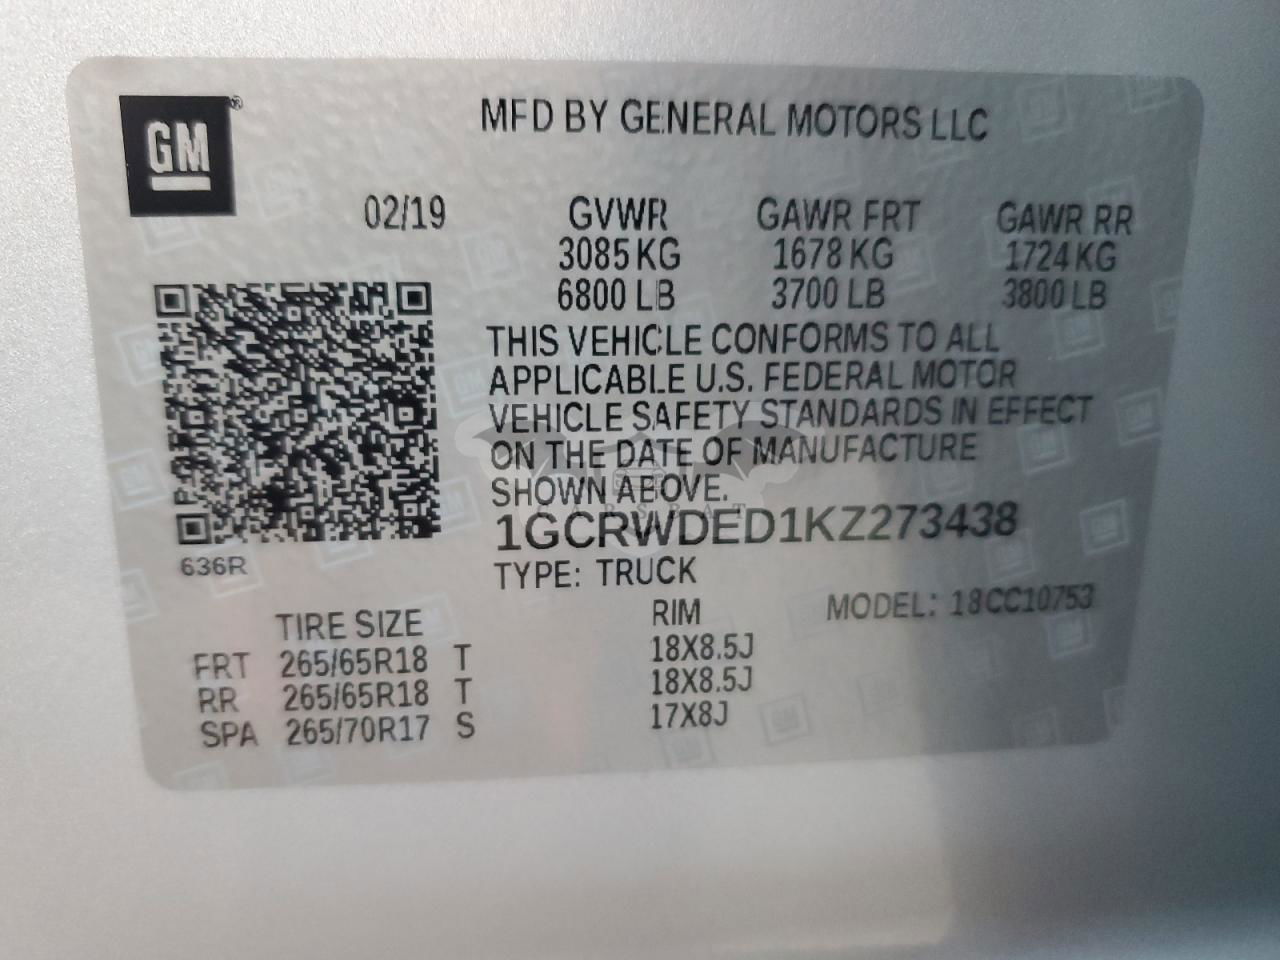 GM®
MFD BY GENERAL MOTORS LLC
02/19 GVWR GAWR FRT GAWR RR
3085 KG 1678 KG 1724 KG
6800 LB 3700 LB 3800 LB
THIS VEHICLE CONFORMS TO ALL
APPLICABLE U.S. FEDERAL MOTOR
VEHICLE SAFETY STANDARDS IN EFFECT
ON THE DATE OF MANUFACTURE
SHOWN ABOVE.
CARSPAT
1GCRWDED1KZ273438
636R
TYPE: TRUCK
MODEL: 18CC10753
TIRE SIZE RIM
FRT 265/65R18 T 18X8.5J
RR 265/65R18 T 18X8.5J
SPA 265/70R17 S 17X8J